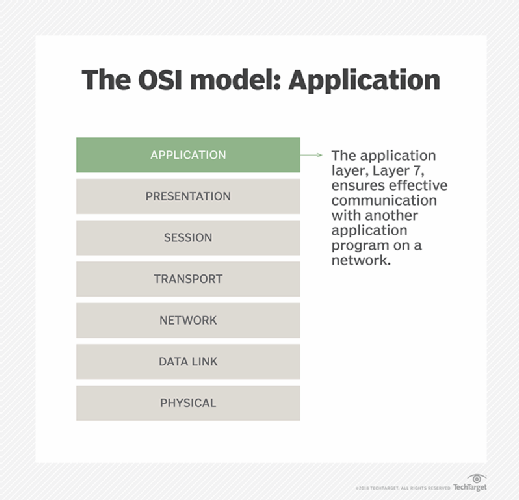 The OSI model: Application
APPLICATION
The application
layer, Layer 7,
ensures effective
communication
with another
application
program on a
network.
PRESENTATION
SESSION
TRANSPORT
NETWORK
DATA LINK
PHYSICAL
TECHTARGET. ALL RIGHTS RESERVED
TechTarget